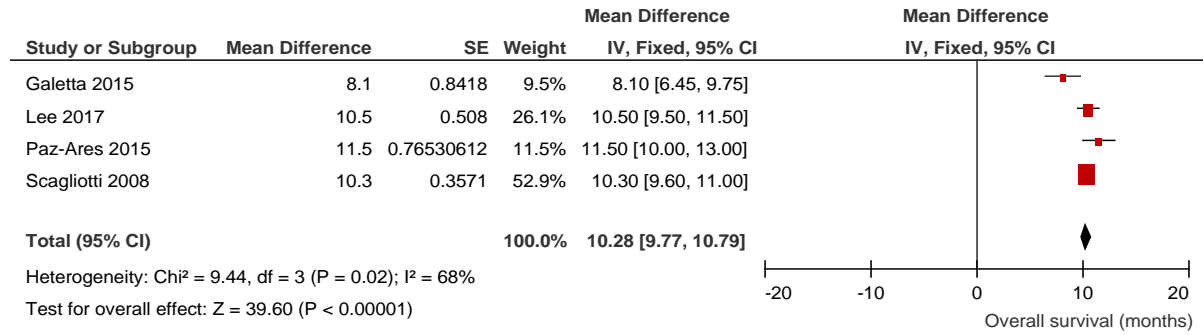 Mean Difference Mean Difference
Study or Subgroup Mean Difference SE Weight IV, Fixed, 95% CI IV, Fixed, 95% CI
Galetta 2015 8.1 0.8418 9.5% 8.10 [6.45, 9.75]
Lee 2017 10.5 0.508 26.1% 10.50 [9.50, 11.50]
Paz-Ares 2015 11.5 0.76530612 11.5% 11.50 [10.00, 13.00]
Scagliotti 2008 10.3 0.3571 52.9% 10.30 [9.60, 11.00]
Total (95% CI) 100.0% 10.28 [9.77, 10.79]
Heterogeneity: Chi² = 9.44, df = 3 (P = 0.02); I² = 68%
Test for overall effect: Z = 39.60 (P < 0.00001)
-20 -10 0 10 20
Overall survival (months)